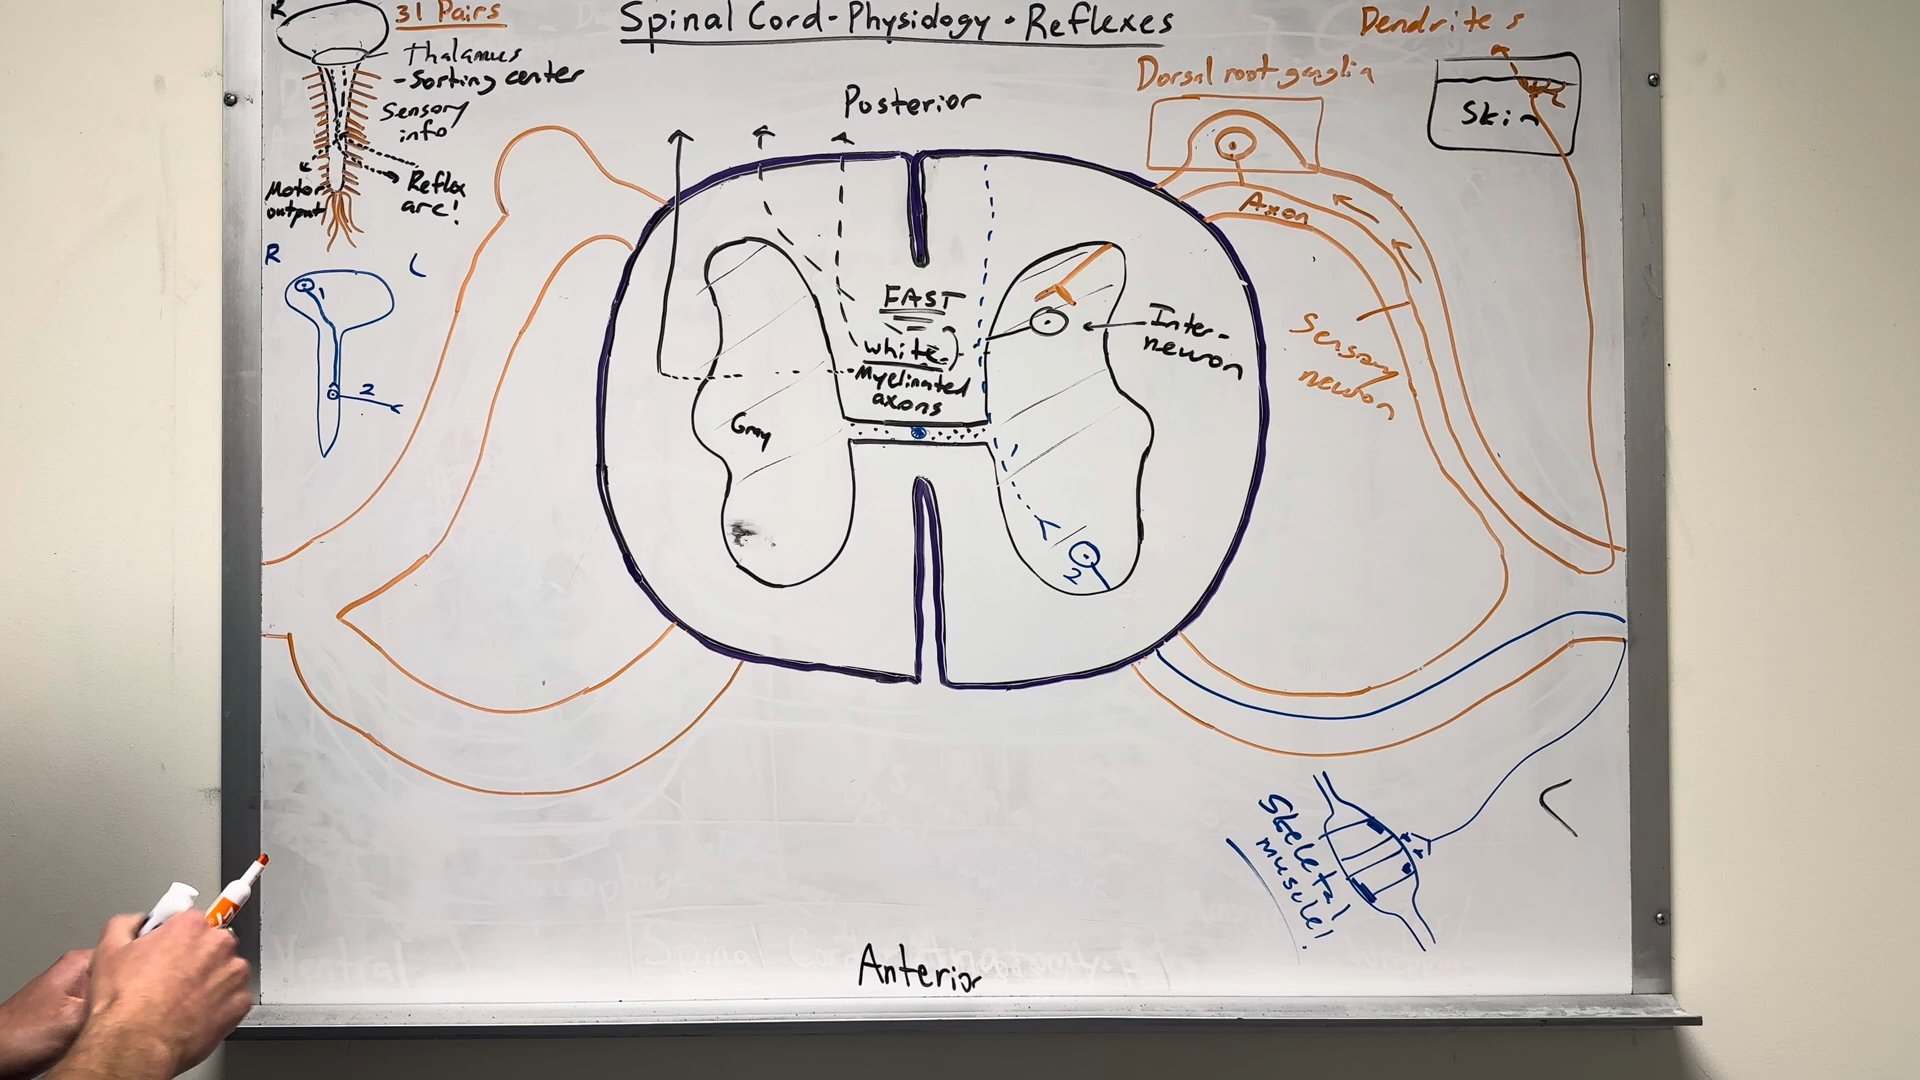 R
31 Pairs
Spinal Cord - Physiology • Reflexes
Dendrites
Thalamus
- Sorting center
Sensory
info
Motor
output
Reflex
arc!
Dorsal root ganglia
Skin
Posterior
Axon
R L
2
FAST
white
Myelinated
axons
Gray
Inter-
neuron
Sensory
neuron
2
Skeletal
muscle!
Anterior